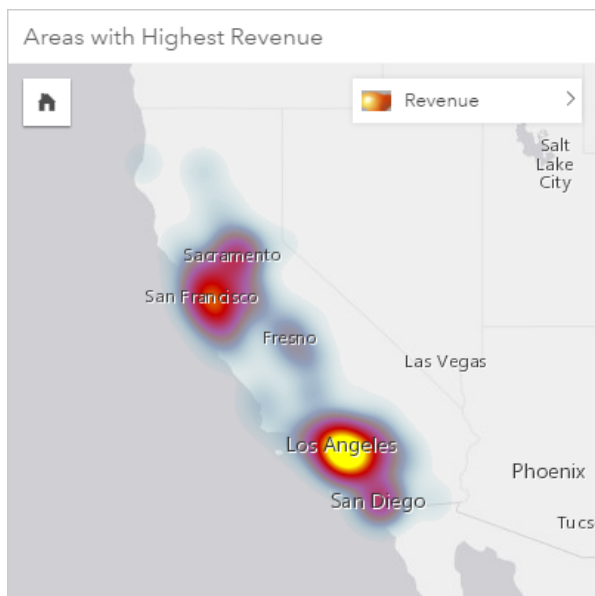 Areas with Highest Revenue
Revenue
Salt
Lake
City
Sacramento
San Francisco
Fresno
Las Vegas
Los Angeles
Phoenix
San Diego
Tucs